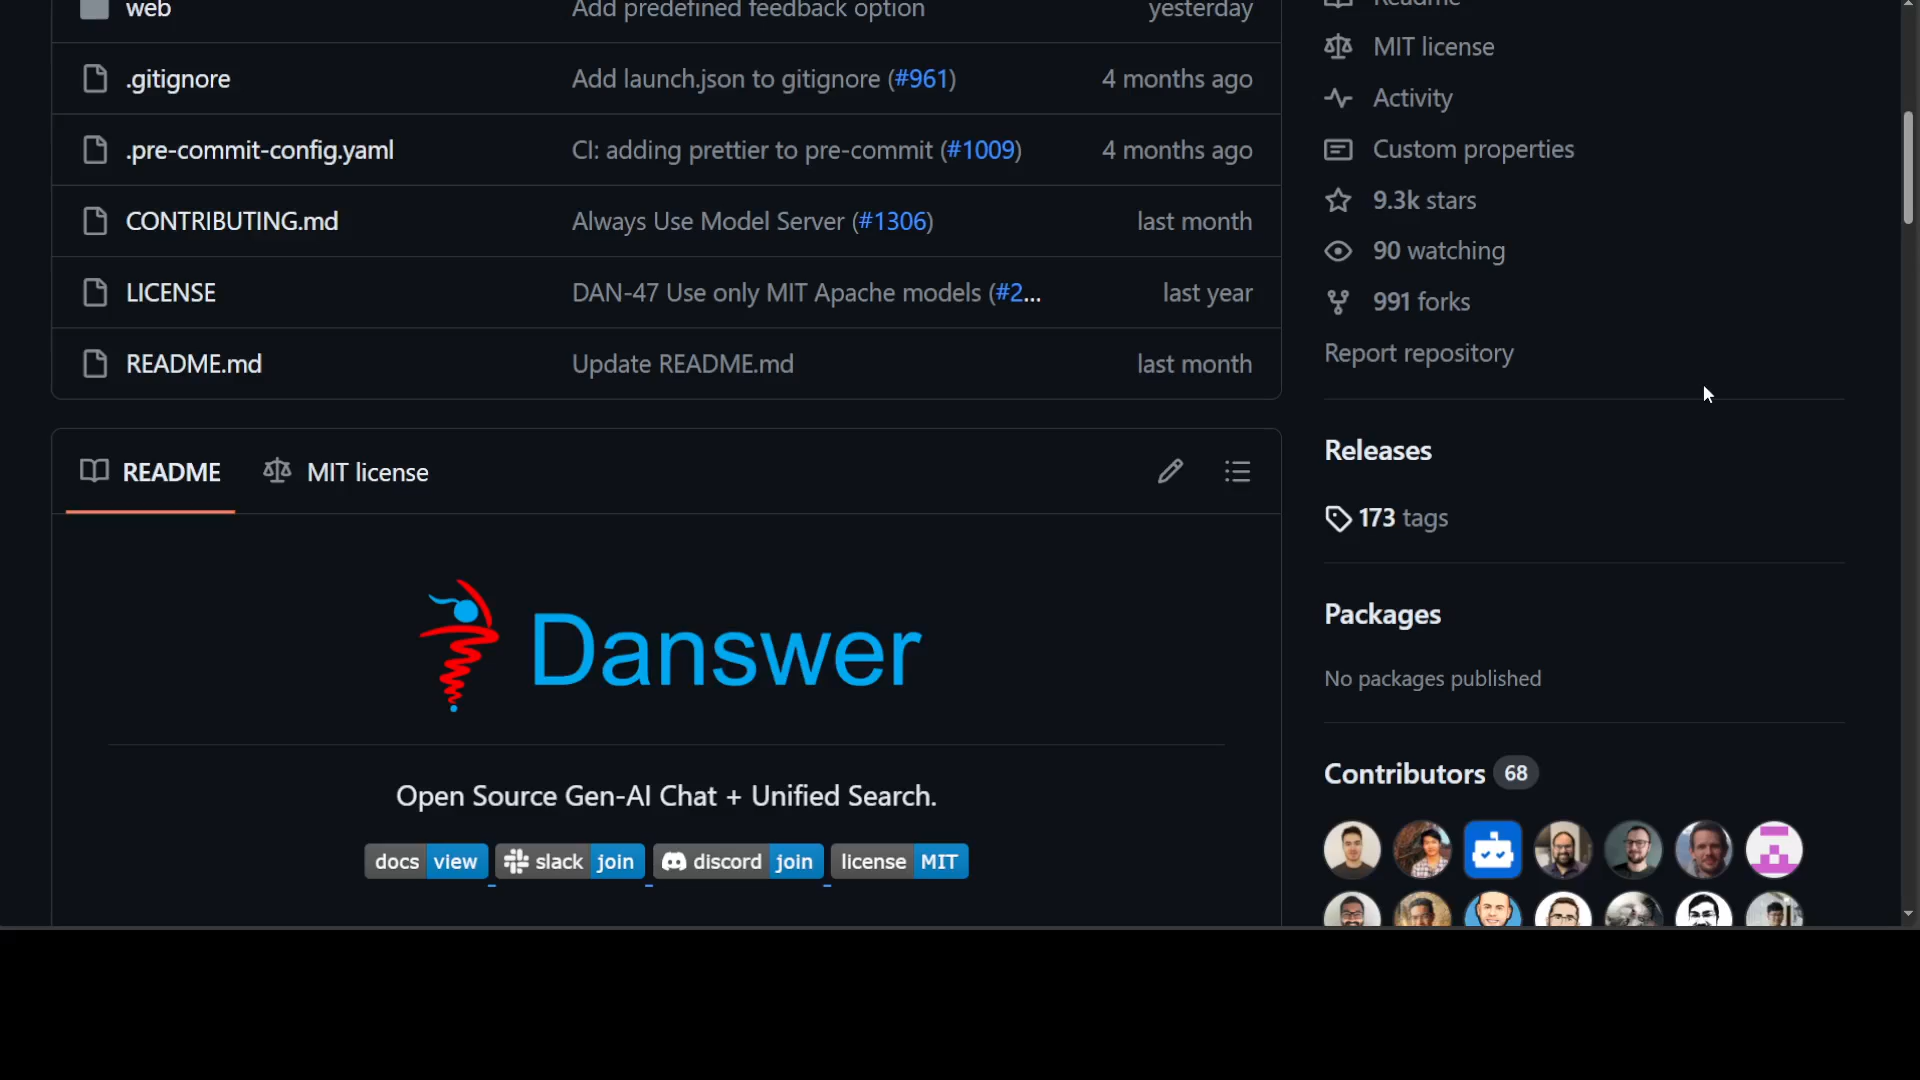 web Add predefined feedback option yesterday
.gitignore Add launch.json to gitignore (#961) 4 months ago
.pre-commit-config.yaml CI: adding prettier to pre-commit (#1009) 4 months ago
CONTRIBUTING.md Always Use Model Server (#1306) last month
LICENSE DAN-47 Use only MIT Apache models (#2... last year
README.md Update README.md last month
README MIT license
Danswer
Open Source Gen-AI Chat + Unified Search.
docs view slack join discord join license MIT
Readme
MIT license
Activity
Custom properties
9.3k stars
90 watching
991 forks
Report repository
Releases
173 tags
Packages
No packages published
Contributors 68